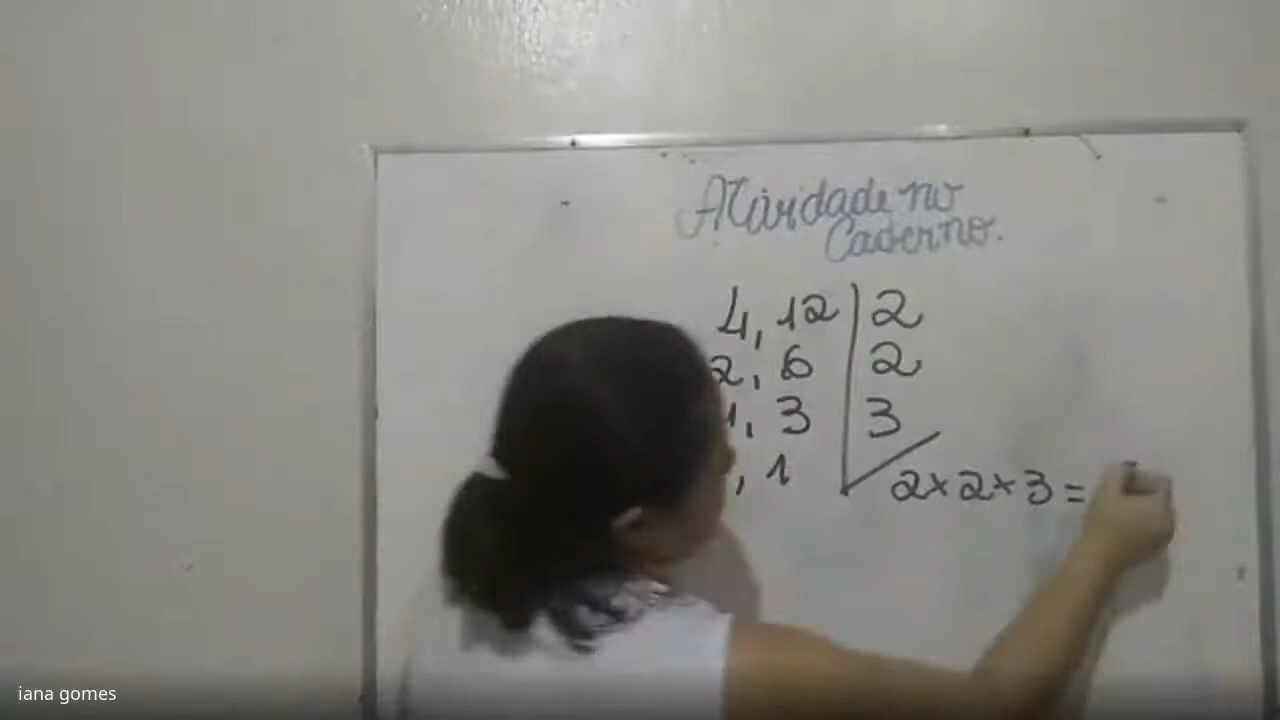 Atividade no
Caderno.
4, 12 | 2
2, 6 | 2
1, 3 | 3
, 1
2×2×3=
iana gomes